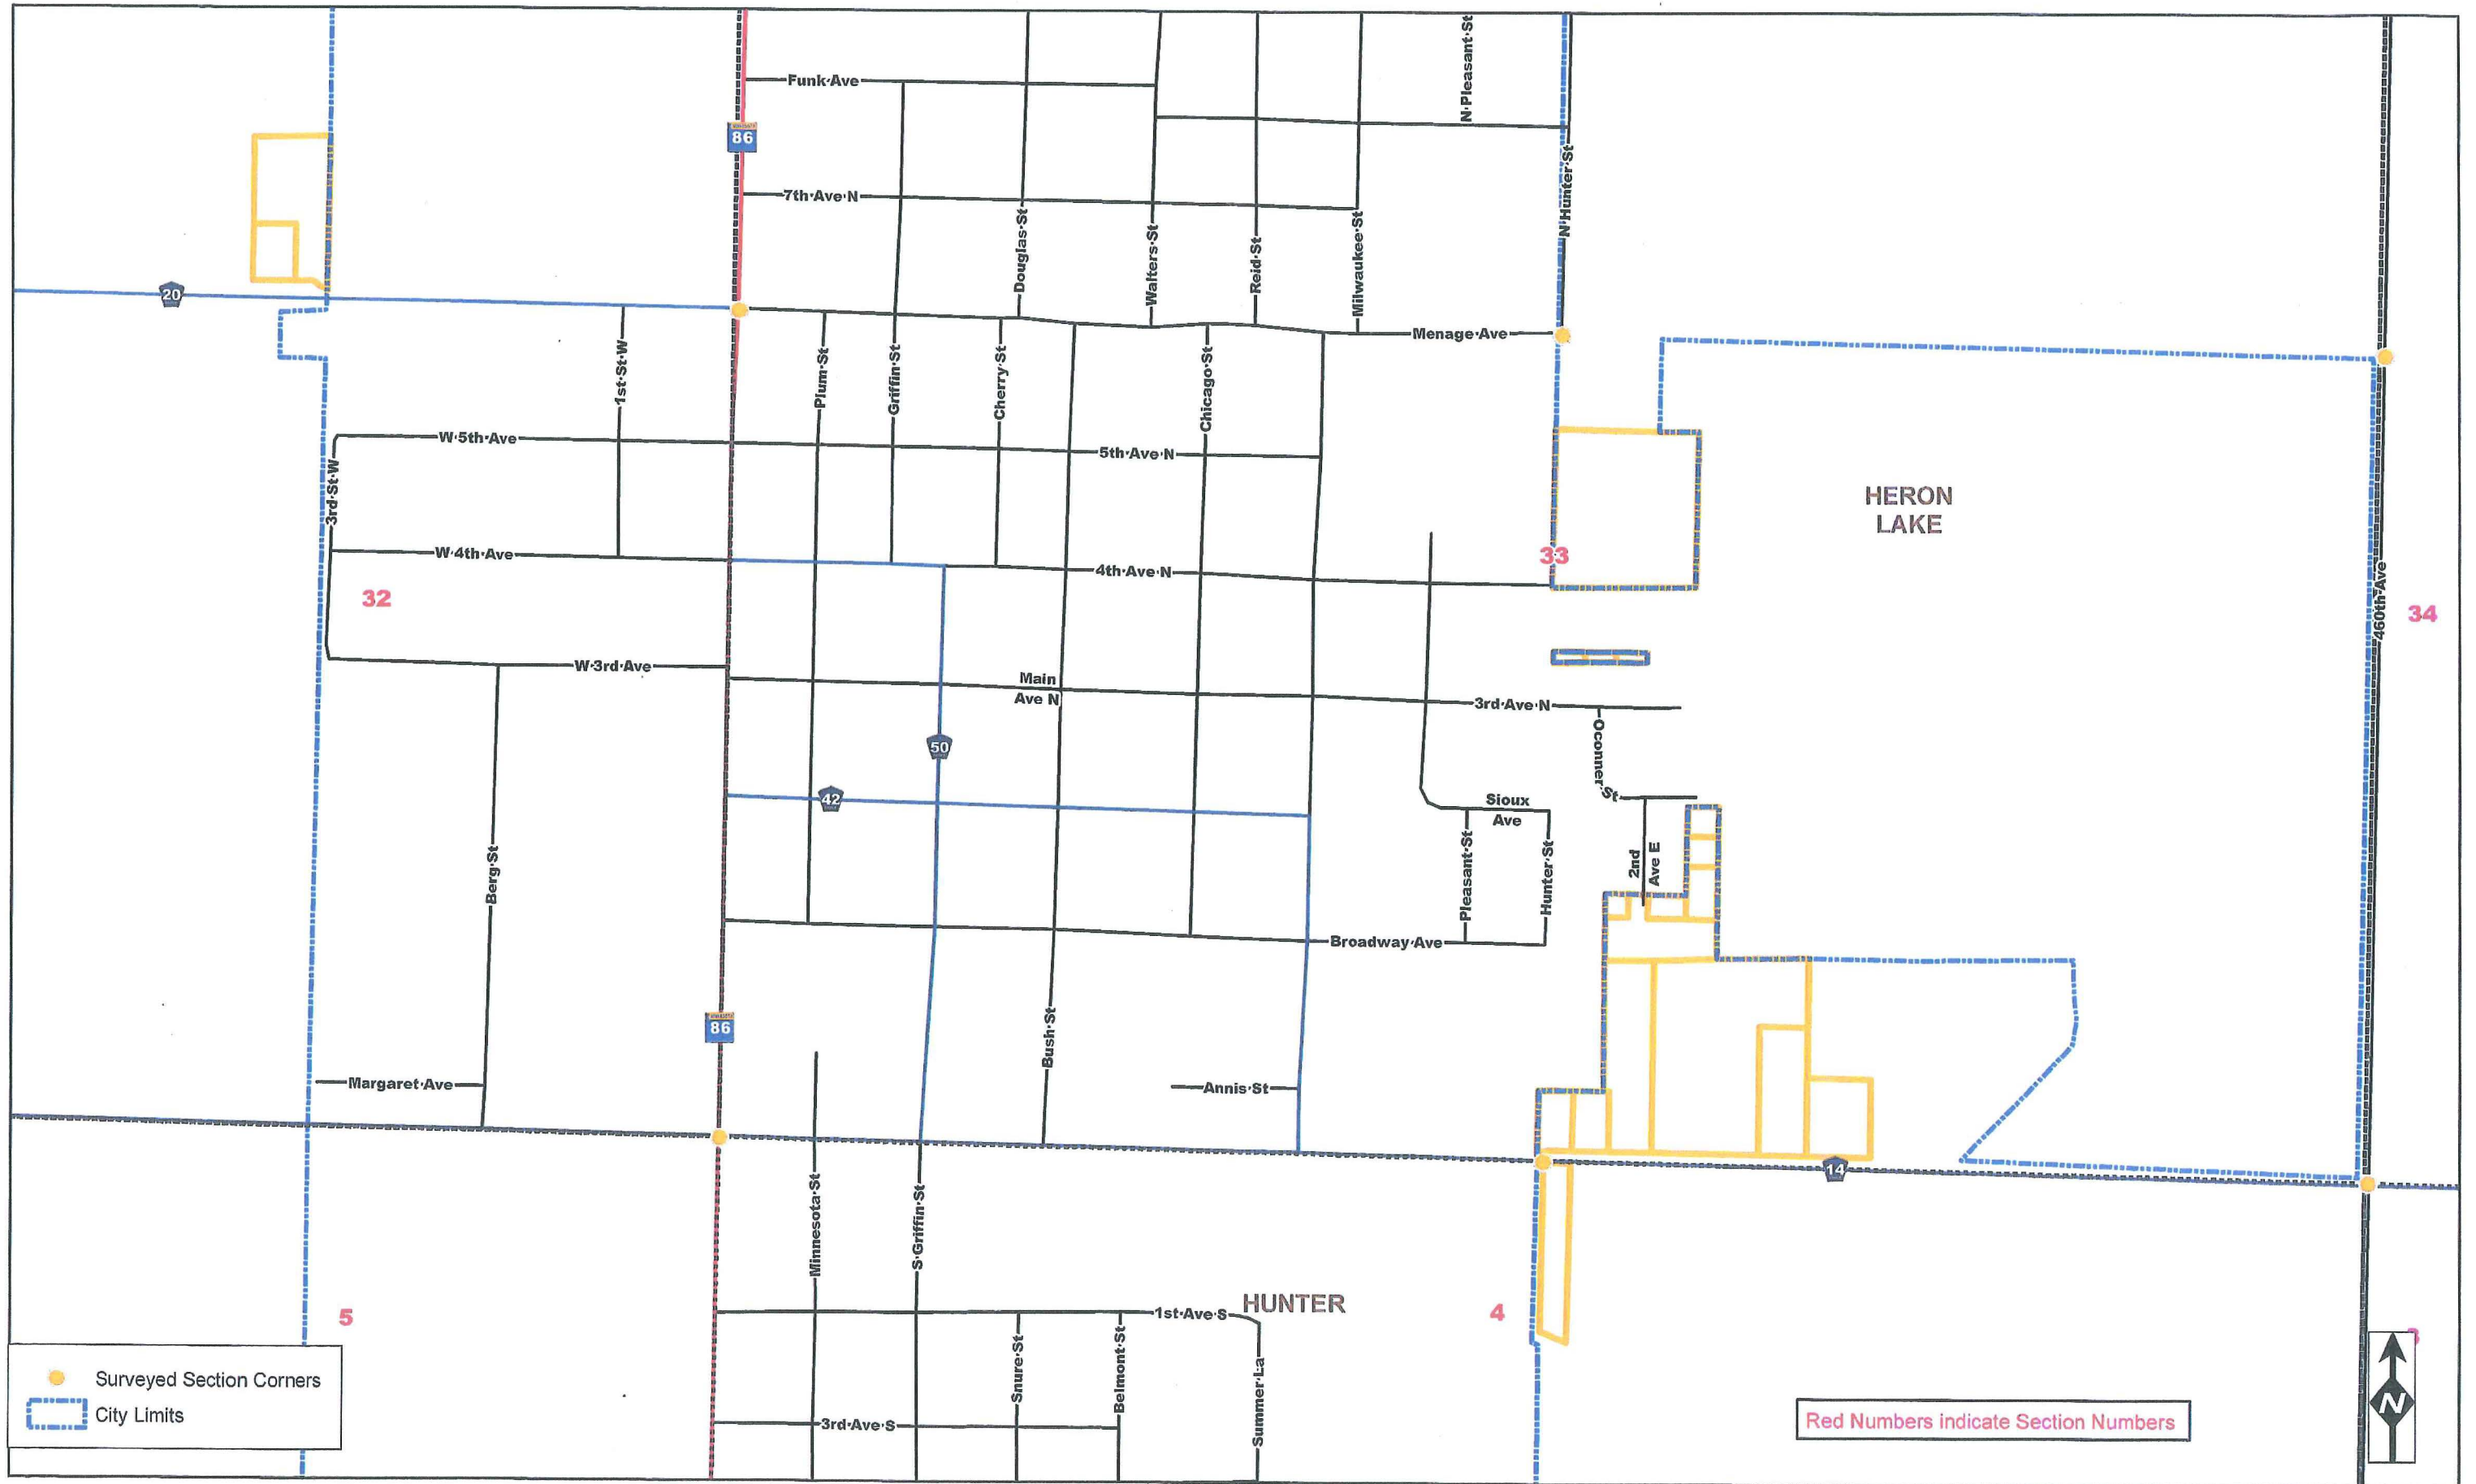 N Pleasant St
Funk Ave
86
N Hunter St
7th Ave N
Douglas St
Walters St
Reid St
Milwaukee St
20
Menage Ave
1st St W
Plum St
Griffin St
Cherry St
Chicago St
W 5th Ave
5th Ave N
3rd St W
HERON
LAKE
W 4th Ave
4th Ave N
33
32
460th Ave
34
W 3rd Ave
Main
Ave N
3rd Ave N
Oconner St
50
42
Sioux
Ave
Berg St
Pleasant St
Hunter St
2nd
Ave E
Broadway Ave
86
Bush St
Margaret Ave
Annis St
14
Minnesota St
S Griffin St
HUNTER
1st Ave S
5
4
3
Snure St
Belmont St
Summer La
3rd Ave S
Surveyed Section Corners
City Limits
Red Numbers indicate Section Numbers
N